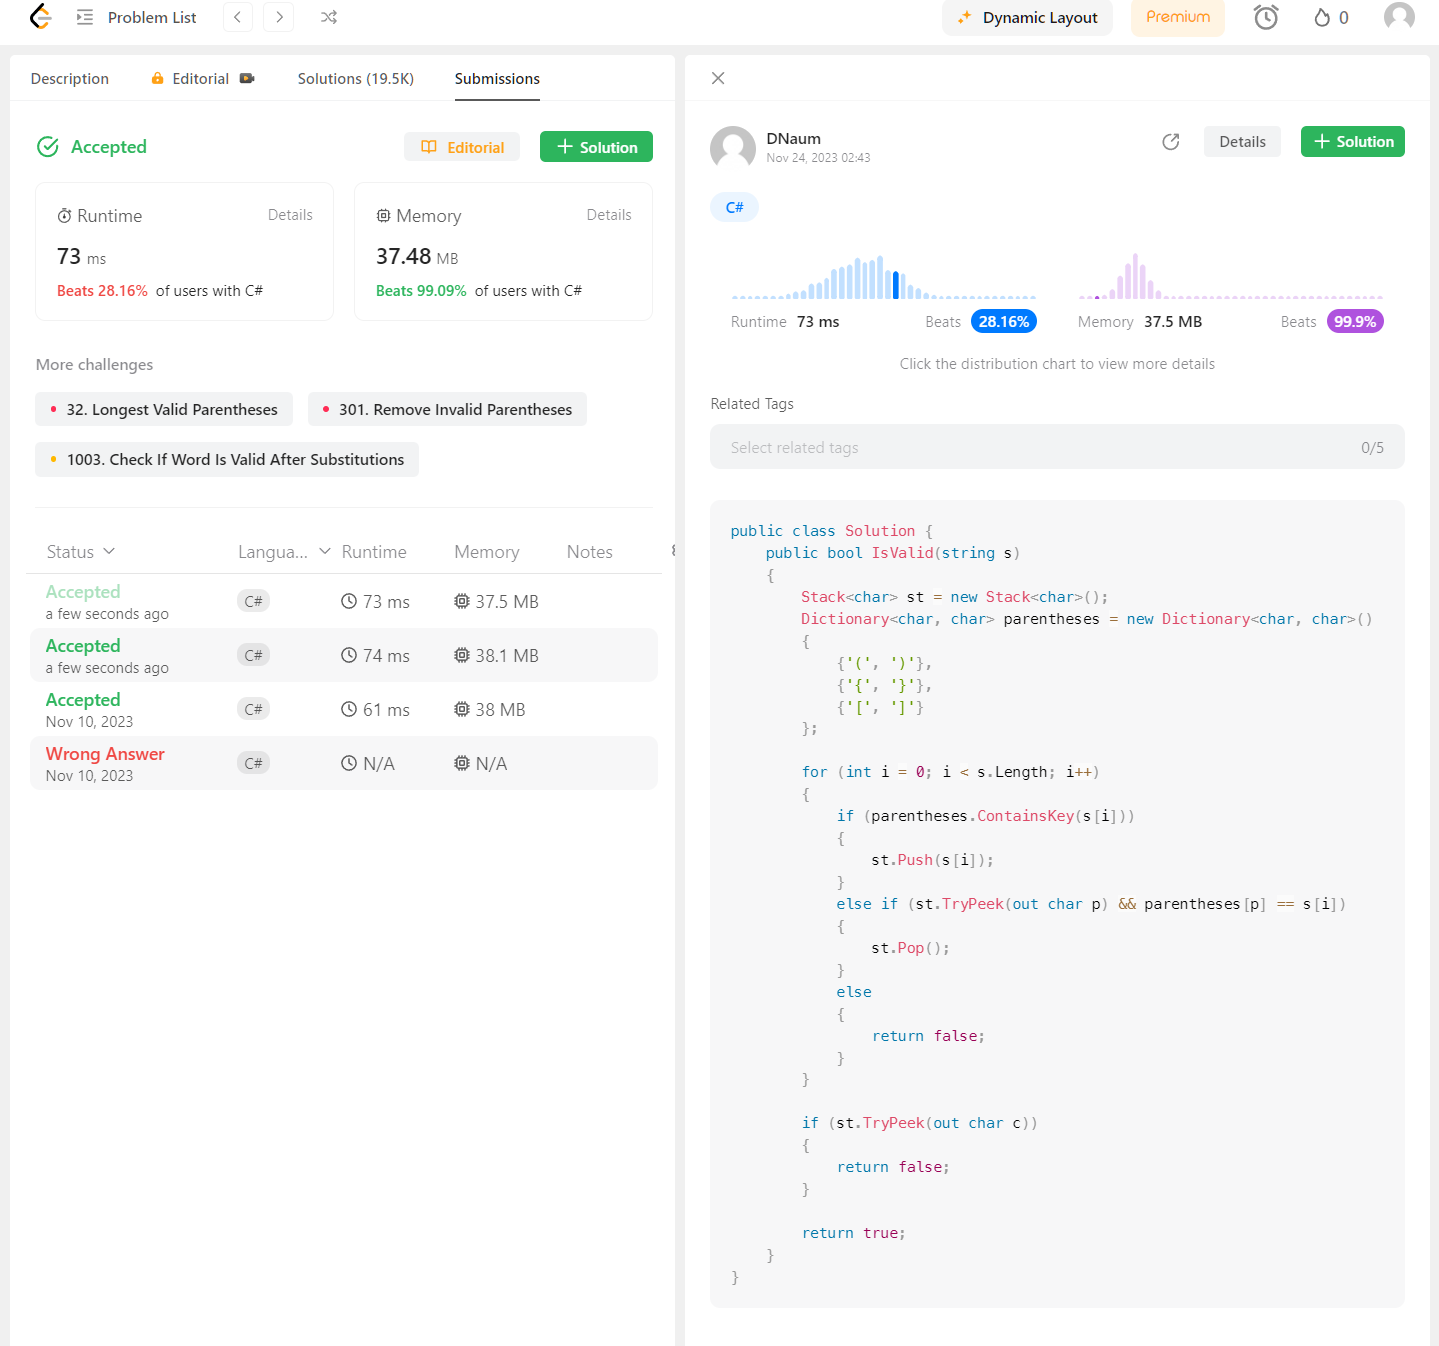 Problem List
Dynamic Layout
Premium
0
Description
Editorial
Solutions (19.5K)
Submissions
Accepted
Editorial
Solution
Runtime
Details
73 ms
Beats 28.16% of users with C#
Memory
Details
37.48 MB
Beats 99.09% of users with C#
More challenges
32. Longest Valid Parentheses
301. Remove Invalid Parentheses
1003. Check If Word Is Valid After Substitutions
Status
Langua...
Runtime
Memory
Notes
Accepted
a few seconds ago
C#
73 ms
37.5 MB
Accepted
a few seconds ago
C#
74 ms
38.1 MB
Accepted
Nov 10, 2023
C#
61 ms
38 MB
Wrong Answer
Nov 10, 2023
C#
N/A
N/A
DNaum
Nov 24, 2023 02:43
Details
Solution
C#
Runtime 73 ms
Beats 28.16%
Memory 37.5 MB
Beats 99.9%
Click the distribution chart to view more details
Related Tags
Select related tags
0/5
public class Solution {
    public bool IsValid(string s)
    {
        Stack<char> st = new Stack<char>();
        Dictionary<char, char> parentheses = new Dictionary<char, char>()
        {
            {'(', ')'},
            {'{', '}'},
            {'[', ']'}
        };

        for (int i = 0; i < s.Length; i++)
        {
            if (parentheses.ContainsKey(s[i]))
            {
                st.Push(s[i]);
            }
            else if (st.TryPeek(out char p) && parentheses[p] == s[i])
            {
                st.Pop();
            }
            else
            {
                return false;
            }
        }

        if (st.TryPeek(out char c))
        {
            return false;
        }

        return true;
    }
}